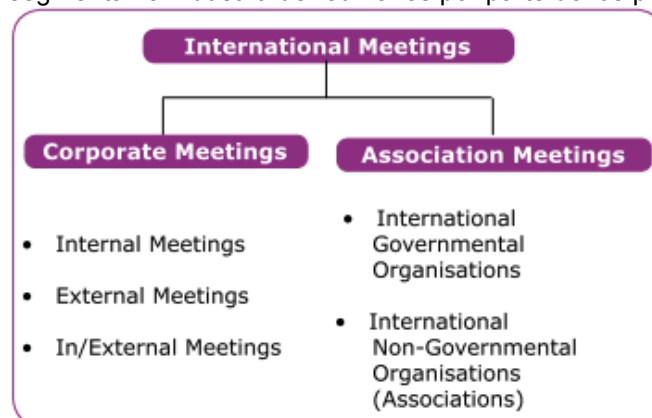 International Meetings
Corporate Meetings
• Internal Meetings
• External Meetings
• In/External Meetings
Association Meetings
• International
Governmental
Organisations
• International
Non-Governmental
Organisations
(Associations)